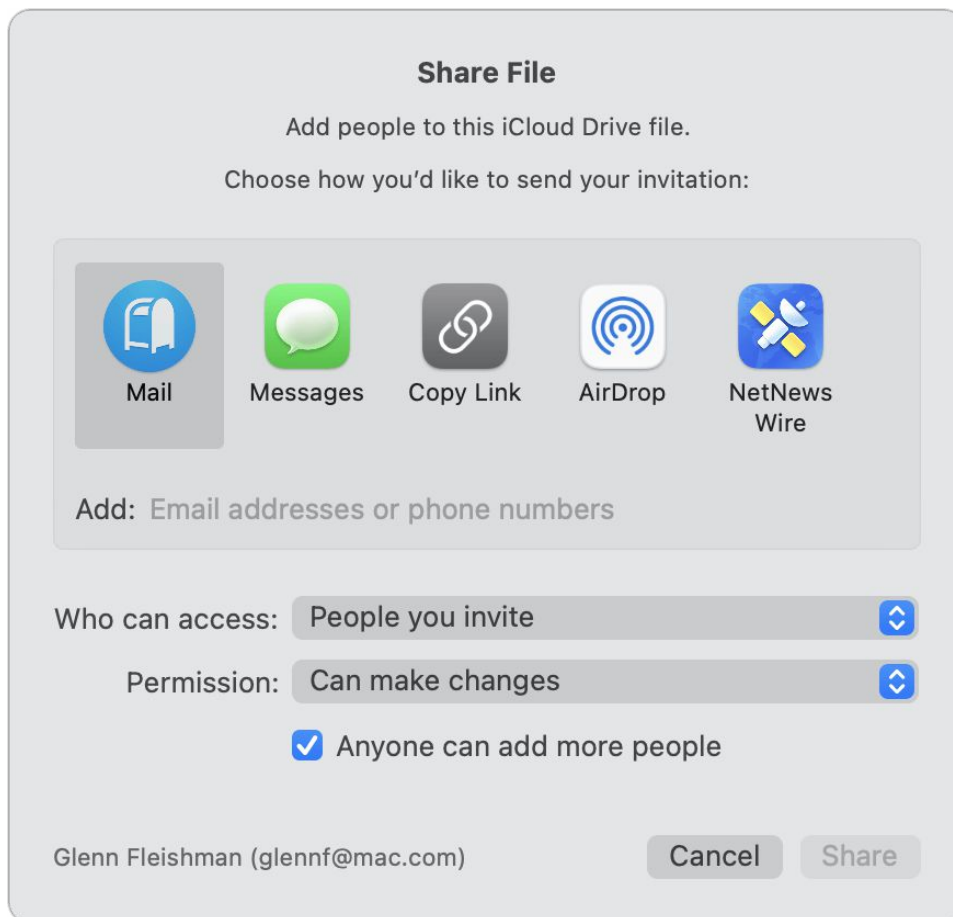 Share File
Add people to this iCloud Drive file.
Choose how you’d like to send your invitation:
Mail
Messages
Copy Link
AirDrop
NetNews
Wire
Add: Email addresses or phone numbers
Who can access: People you invite
Permission: Can make changes
Anyone can add more people
Glenn Fleishman (glennf@mac.com)
Cancel
Share